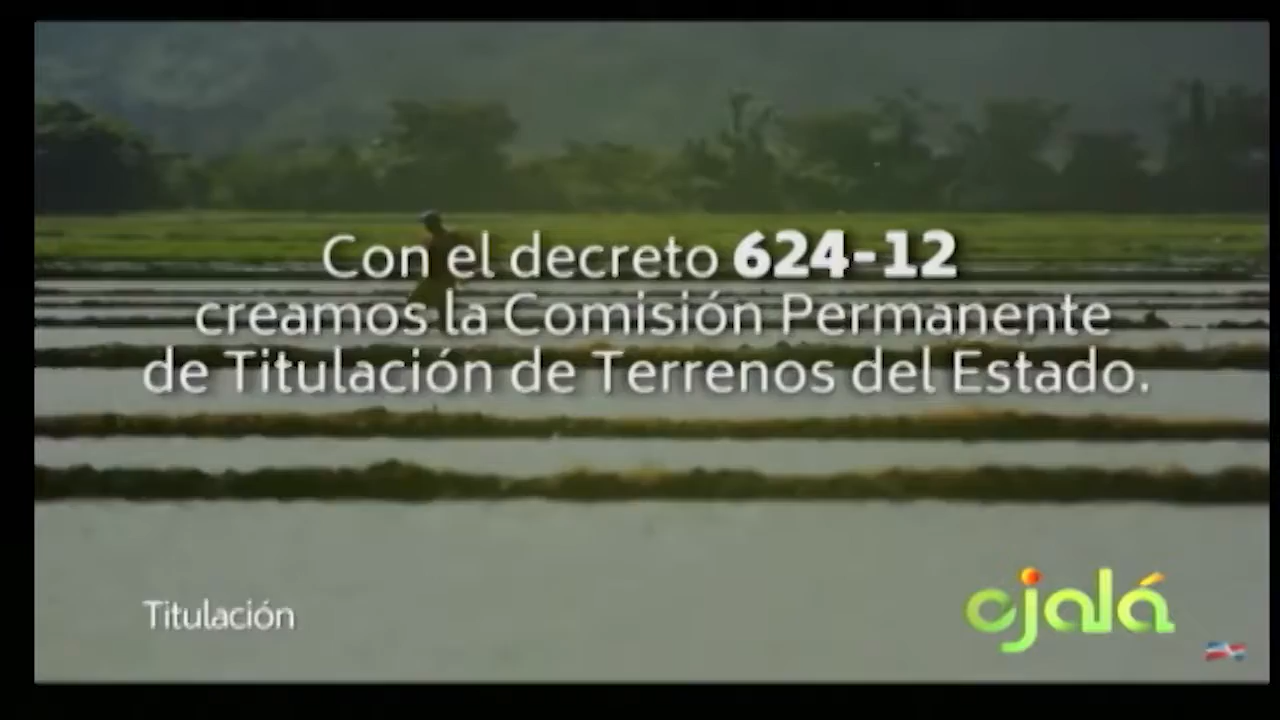 Con el decreto 624-12
creamos la Comisión Permanente
de Titulación de Terrenos del Estado.
Titulación
ojalá